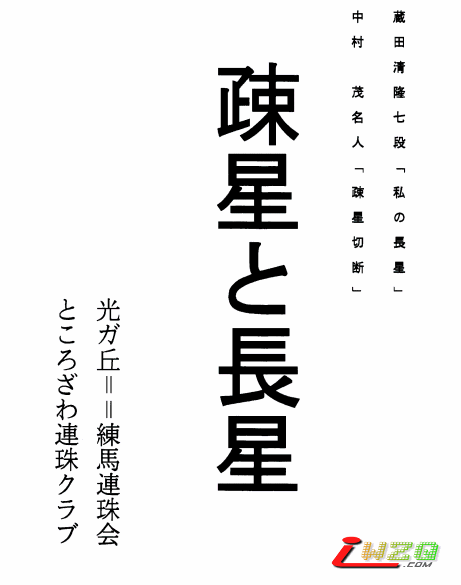 蔵田清隆七段「私の長星」
中村　茂名人「疎星切断」
疎星と長星
光ガ丘＝＝練馬連珠会
ところざわ連珠クラブ
iWZQ
.COM